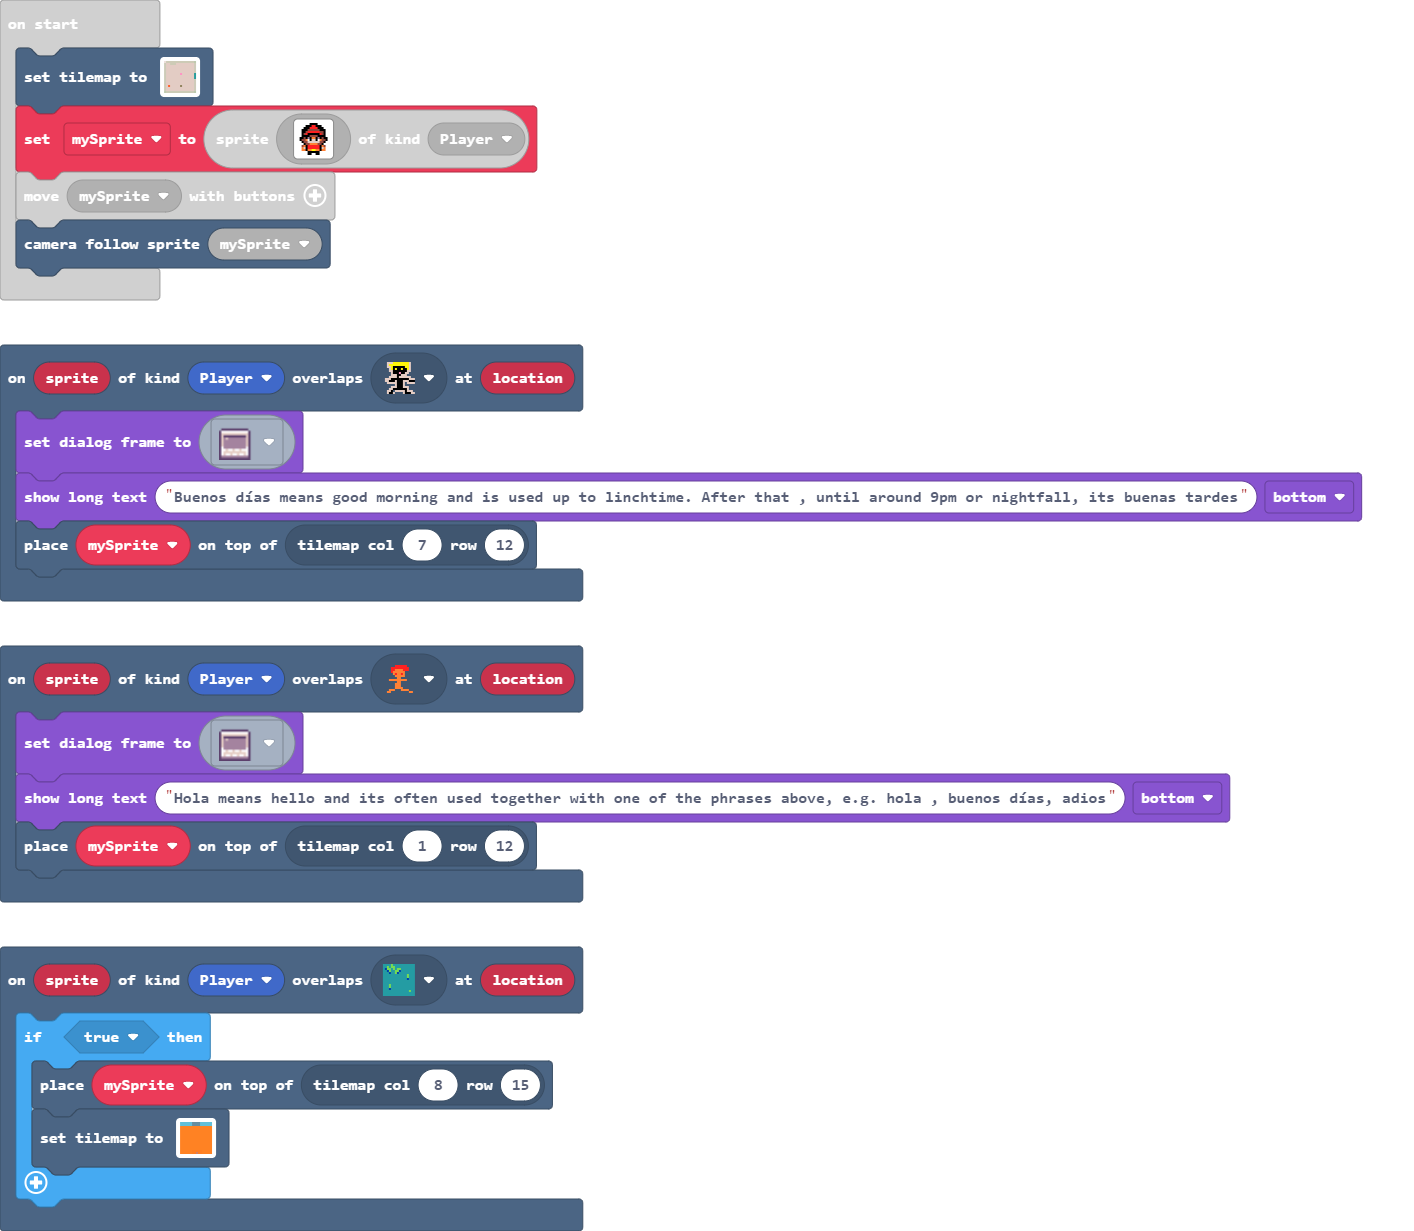 on start
set tilemap to
set mySprite to sprite of kind Player
move mySprite with buttons
camera follow sprite mySprite
on sprite of kind Player overlaps at location
set dialog frame to
show long text "Buenos días means good morning and is used up to linchtime. After that , until around 9pm or nightfall, its buenas tardes" bottom
place mySprite on top of tilemap col 7 row 12
on sprite of kind Player overlaps at location
set dialog frame to
show long text "Hola means hello and its often used together with one of the phrases above, e.g. hola , buenos días, adios" bottom
place mySprite on top of tilemap col 1 row 12
on sprite of kind Player overlaps at location
if true then
place mySprite on top of tilemap col 8 row 15
set tilemap to